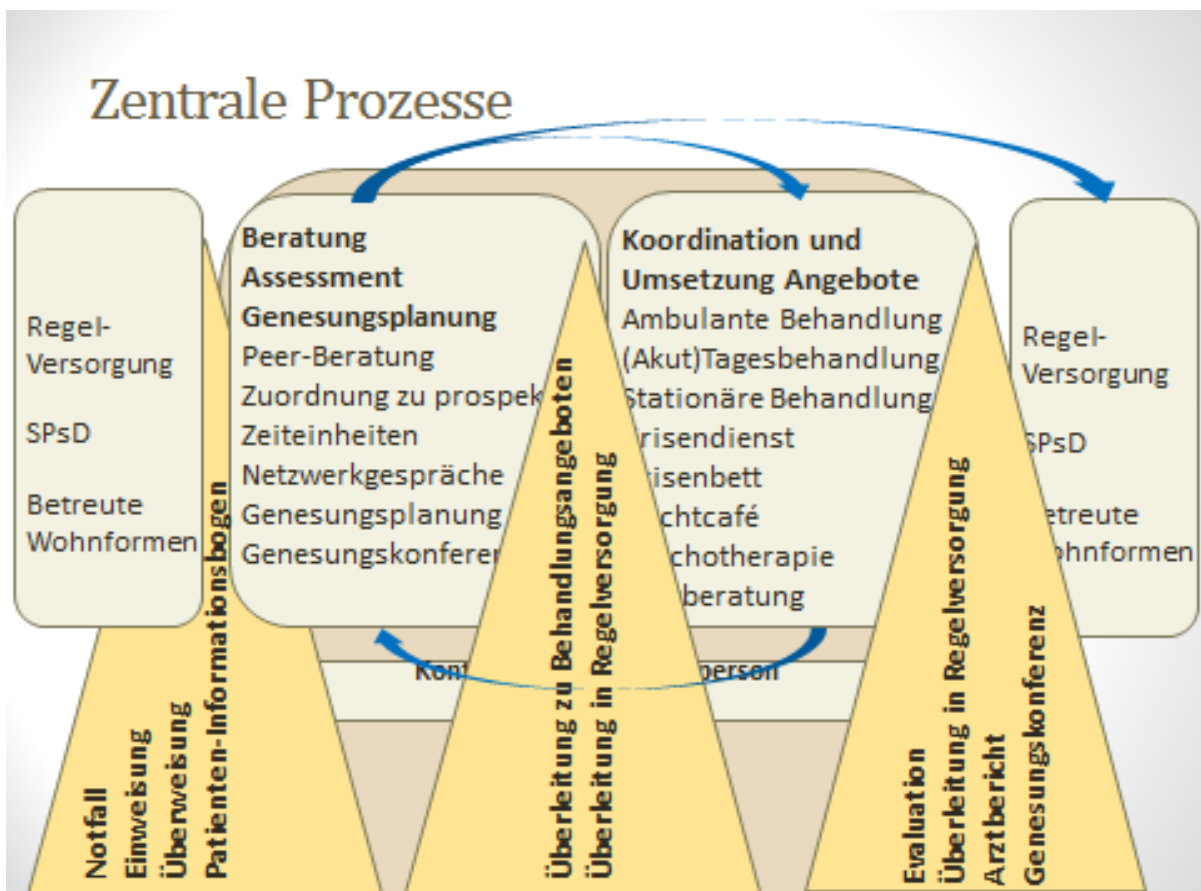 Zentrale Prozesse
Regel-
Versorgung
SPsD
Betreute
Wohnformen
Notfall
Einweisung
Überweisung
Patienten-Informationsbogen
Beratung
Assessment
Genesungsplanung
Peer-Beratung
Zuordnung zu
Zeiteinheiten
Netzwerkgespräche
Genesungsplanung
Überleitung zu Behandlungsangeboten
Überleitung in Regelversorgung
Koordination und
Umsetzung Angebote
Ambulante Behandlung
(Akut)Tagesbehandlung
Stationäre Behandlung
Evaluation
Überleitung in Regelversorgung
Arztbericht
Genesungskonferenz
Regel-
Versorgung
SPsD